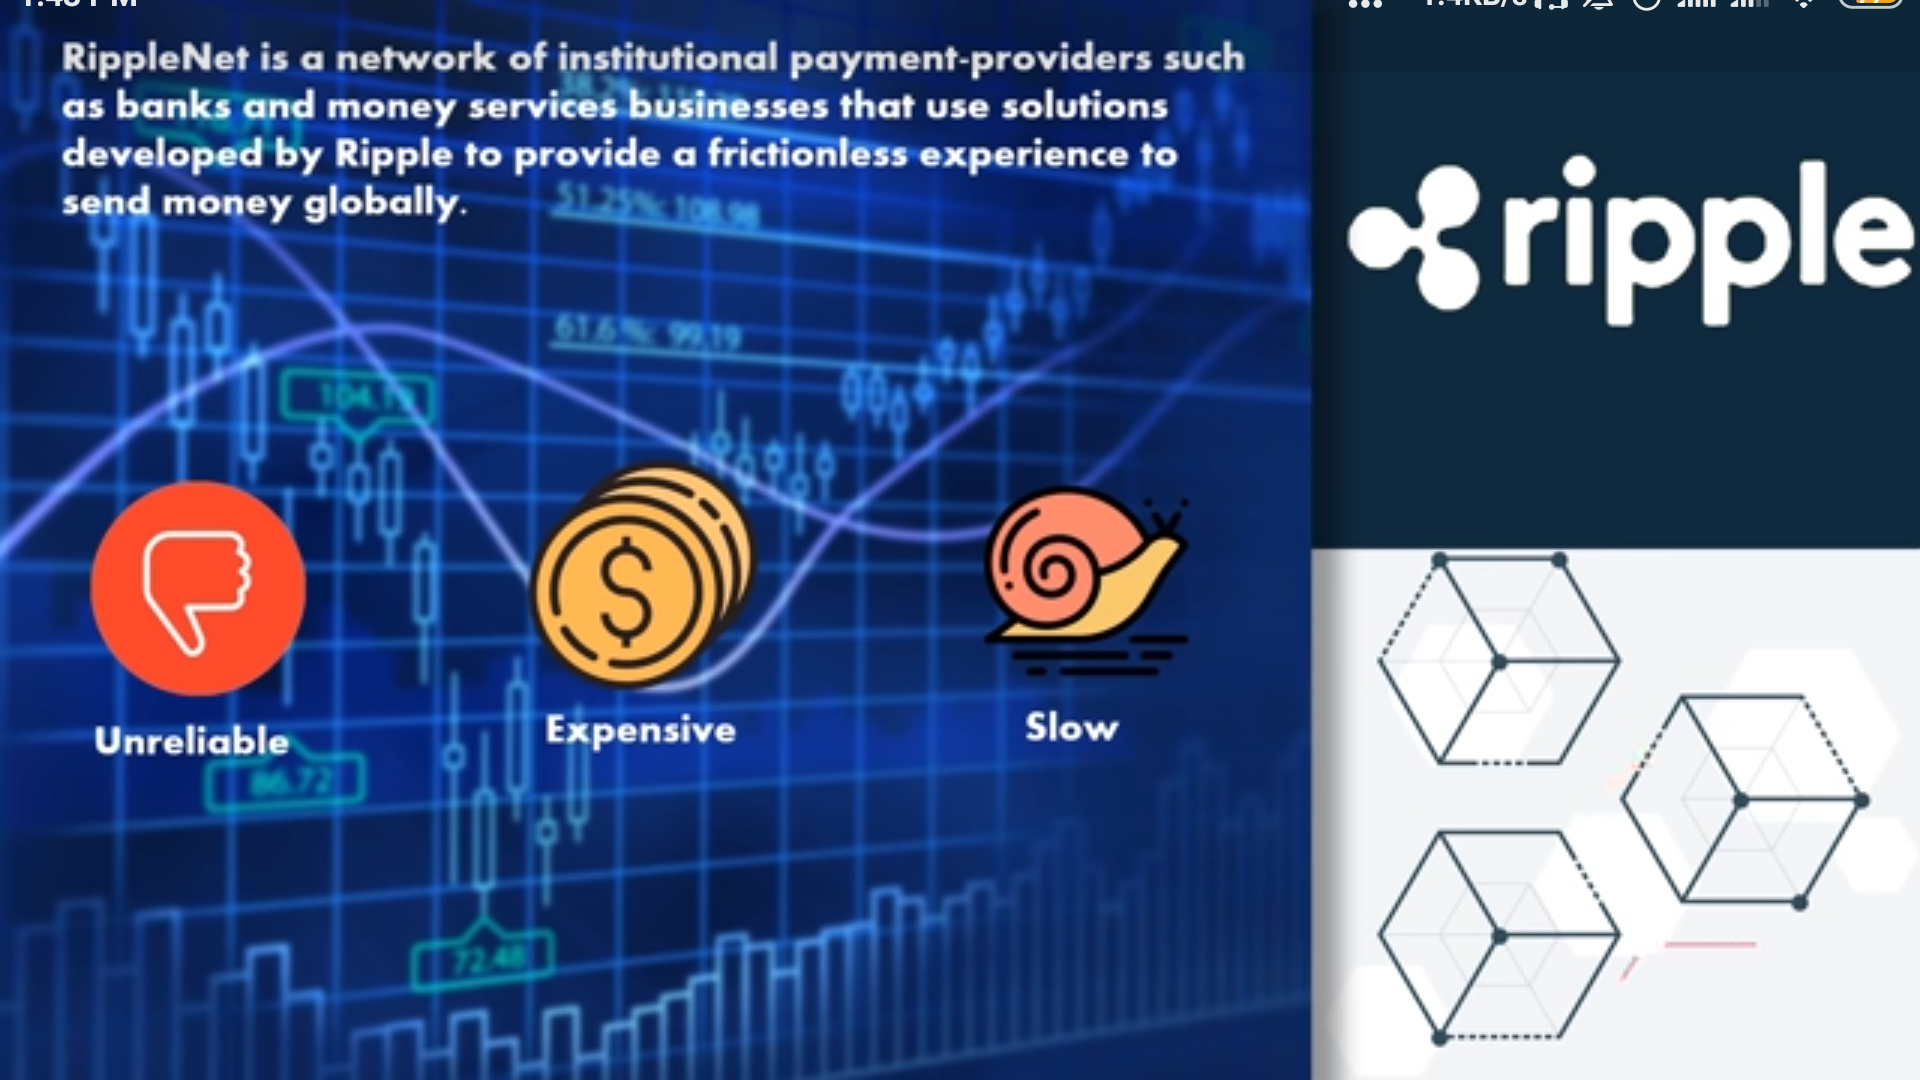 RippleNet is a network of institutional payment-providers such
as banks and money services businesses that use solutions
developed by Ripple to provide a frictionless experience to
send money globally.
ripple
51.25%: 108.98
61.6%: 99.19
Unreliable
Expensive
Slow
86.72
72.48